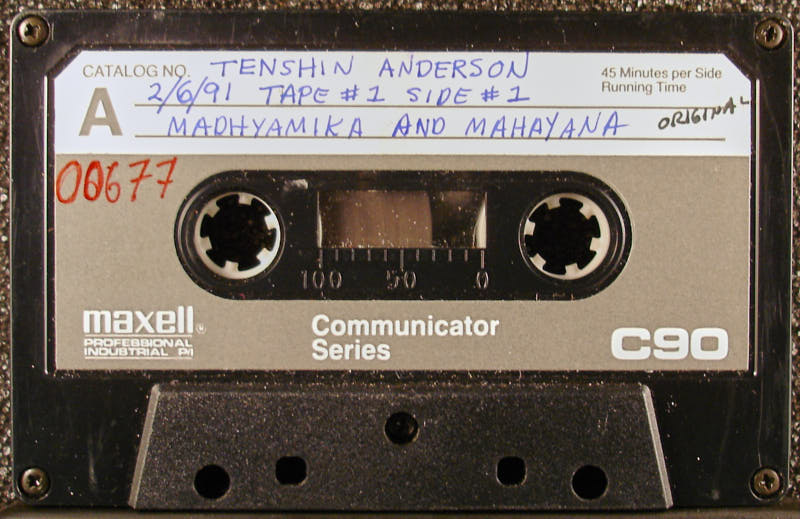 CATALOG NO. TENSHIN ANDERSON
45 Minutes per Side
Running Time
A 2/6/91 TAPE #1 SIDE #1
MADHYAMIKA AND MAHAYANA ORIGINAL
00677
100 50 0
maxell®
PROFESSIONAL
INDUSTRIAL P/I
Communicator
Series
C90